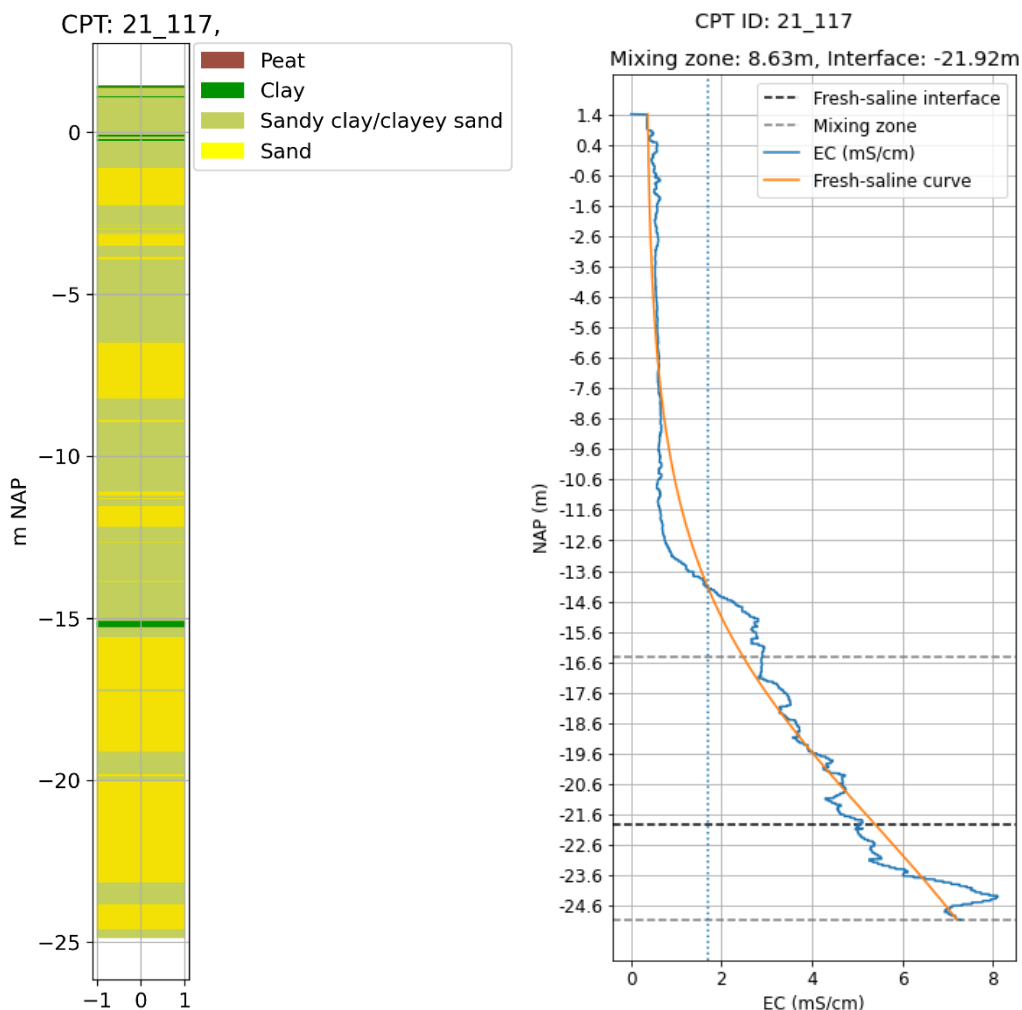 CPT: 21_117,
Peat
Clay
Sandy clay/clayey sand
Sand
0
−5
−10
−15
−20
−25
m NAP
−1 0 1
CPT ID: 21_117
Mixing zone: 8.63m, Interface: -21.92m
Fresh-saline interface
Mixing zone
EC (mS/cm)
Fresh-saline curve
1.4
0.4
-0.6
-1.6
-2.6
-3.6
-4.6
-5.6
-6.6
-7.6
-8.6
-9.6
-10.6
-11.6
-12.6
-13.6
-14.6
-15.6
-16.6
-17.6
-18.6
-19.6
-20.6
-21.6
-22.6
-23.6
-24.6
NAP (m)
0 2 4 6 8
EC (mS/cm)